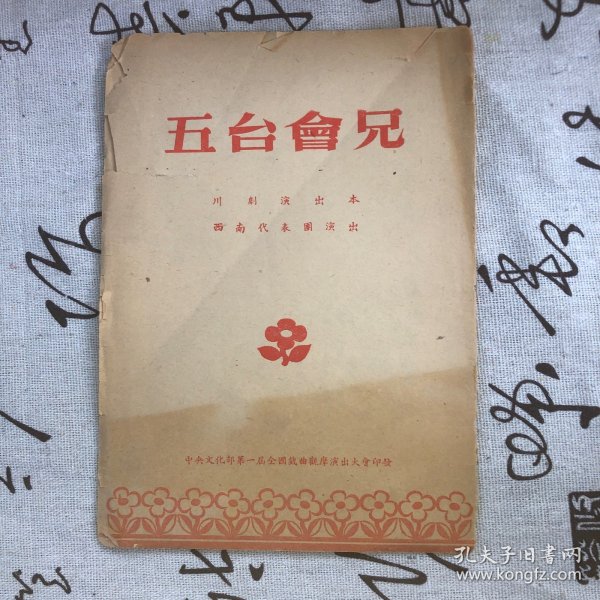 五台會兄
川劇演出本
西南代表團演出
中央文化部第一屆全國戲曲觀摩演出大會印發
孔夫子旧书网
www.kongfz.com